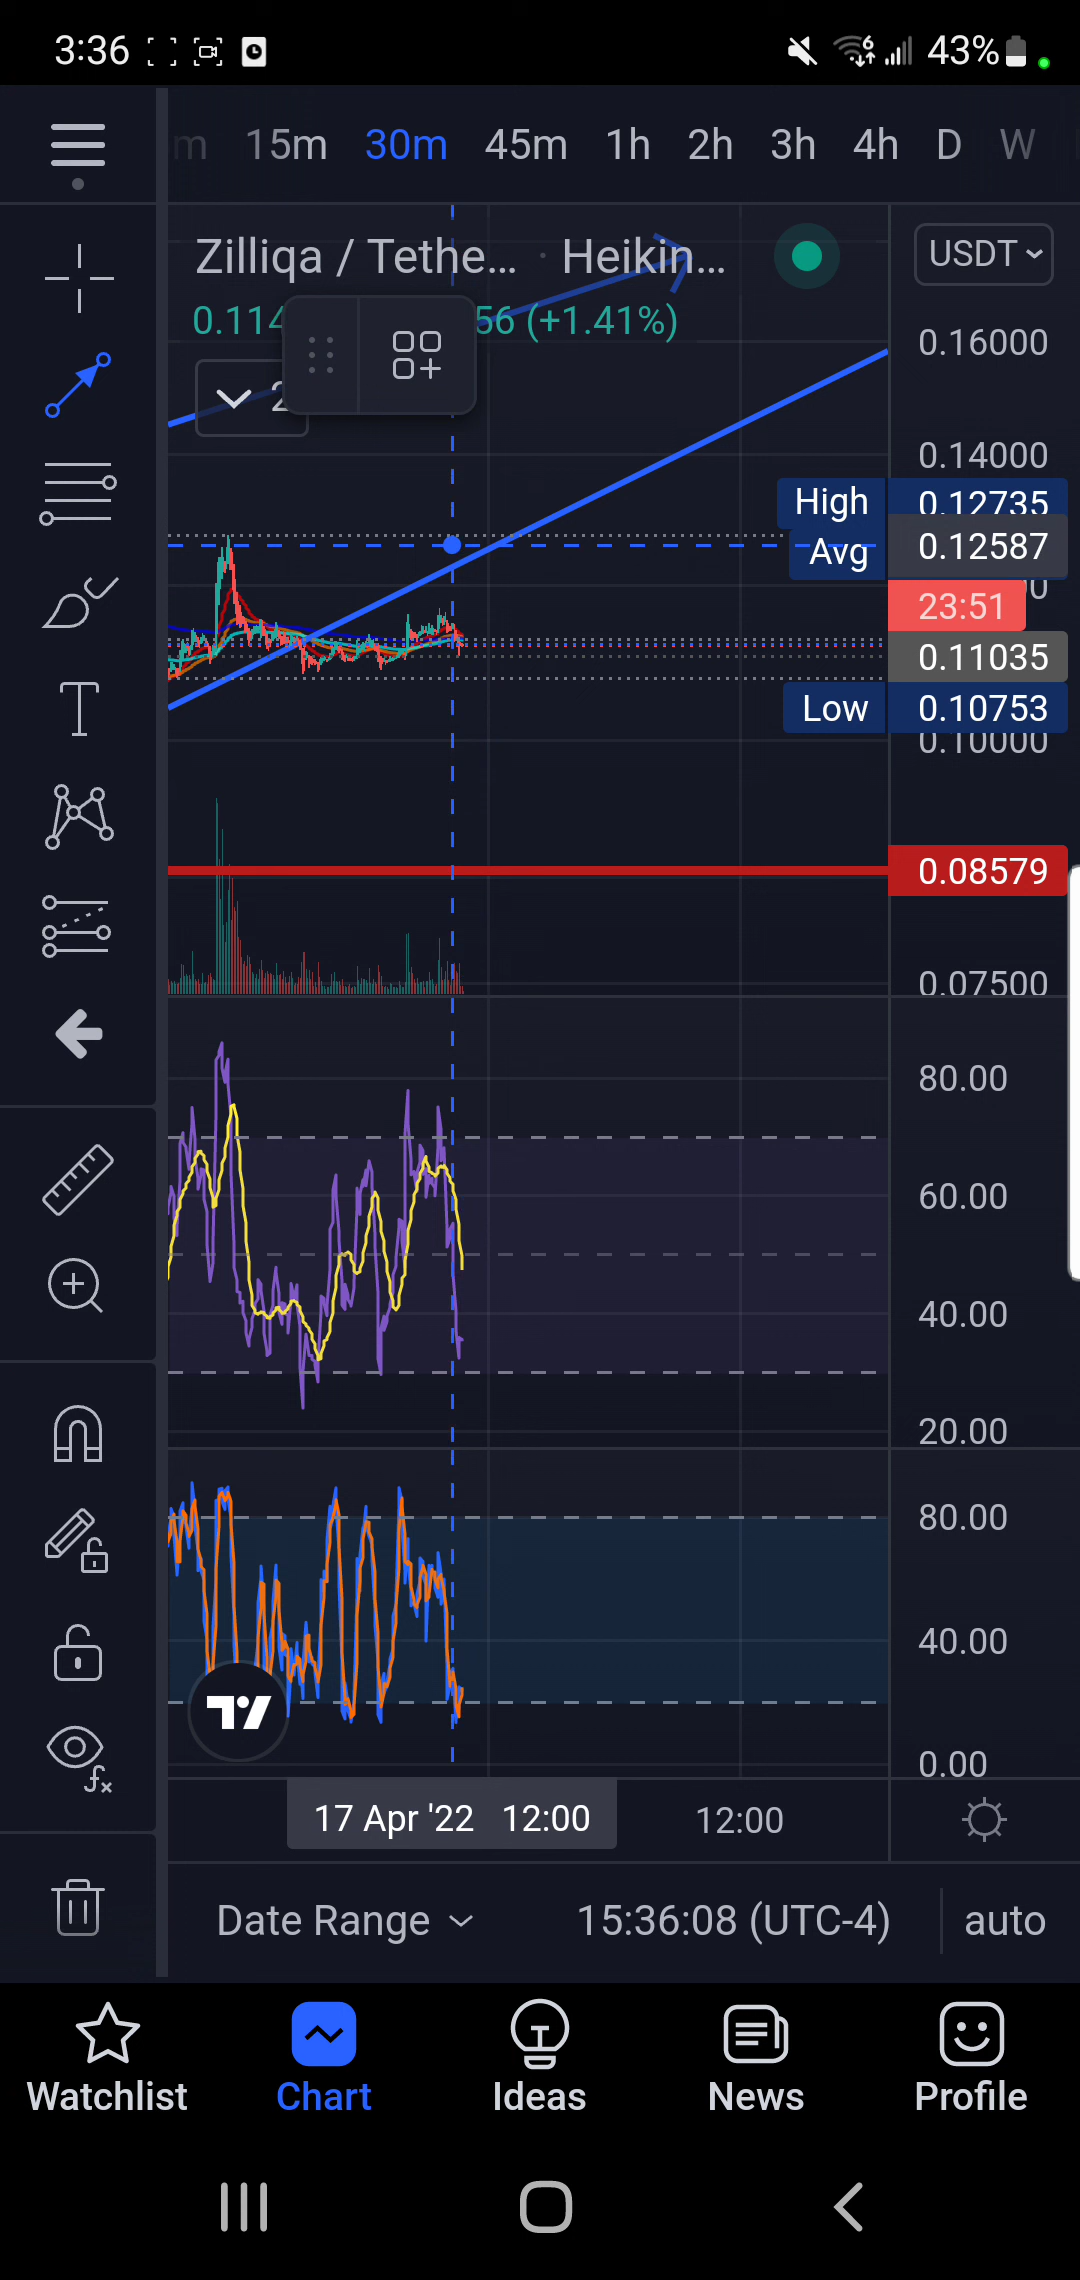 3:36 6 43%
m 15m 30m 45m 1h 2h 3h 4h D W
Zilliqa / Tethe... · Heikin... USDT
0.114 56 (+1.41%)
0.16000
2
0.14000
High 0.12735
Avg 0.12587
23:51
0.11035
Low 0.10753
0.10000
0.08579
0.07500
80.00
60.00
40.00
20.00
80.00
40.00
0.00
17 Apr '22 12:00 12:00
Date Range 15:36:08 (UTC-4) auto
Watchlist Chart Ideas News Profile